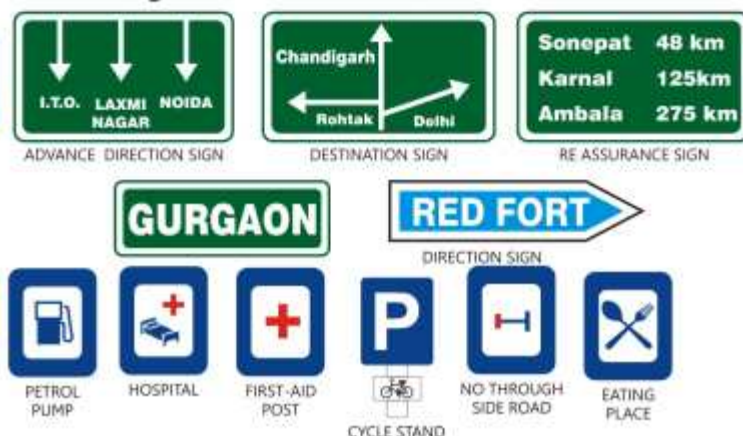 I.T.O. LAXMI NAGAR NOIDA
ADVANCE DIRECTION SIGN
Chandigarh
Rohtak Delhi
DESTINATION SIGN
Sonepat 48 km
Karnal 125km
Ambala 275 km
RE ASSURANCE SIGN
GURGAON
RED FORT
DIRECTION SIGN
PETROL
PUMP
HOSPITAL
FIRST-AID
POST
P
CYCLE STAND
NO THROUGH
SIDE ROAD
EATING
PLACE